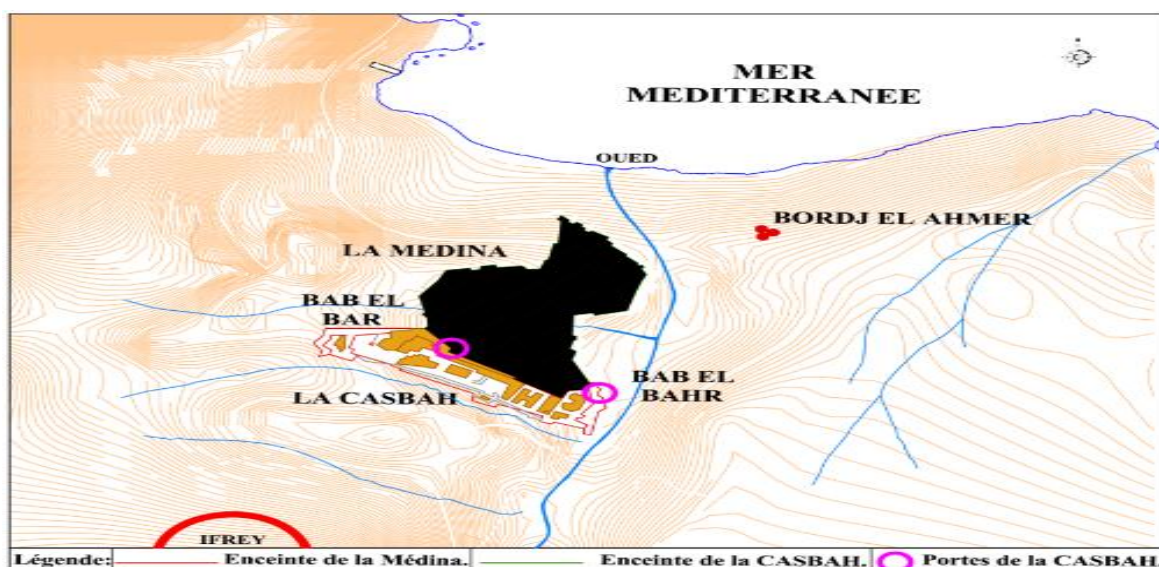 MER
MEDITERRANEE
OUED
BORDJ EL AHMER
LA MEDINA
BAB EL
BAR
BAB EL
BAHR
LA CASBAH
IFREY
Légende: Enceinte de la Médina. Enceinte de la CASBAH. Portes de la CASBAH.